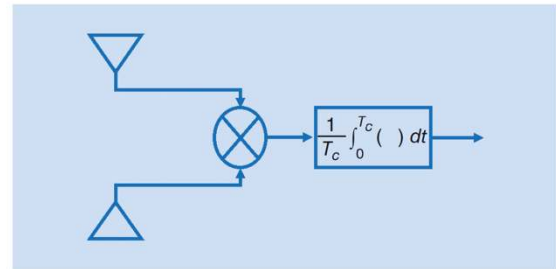 1/T_c ∫_0^{T_c} ( ) dt